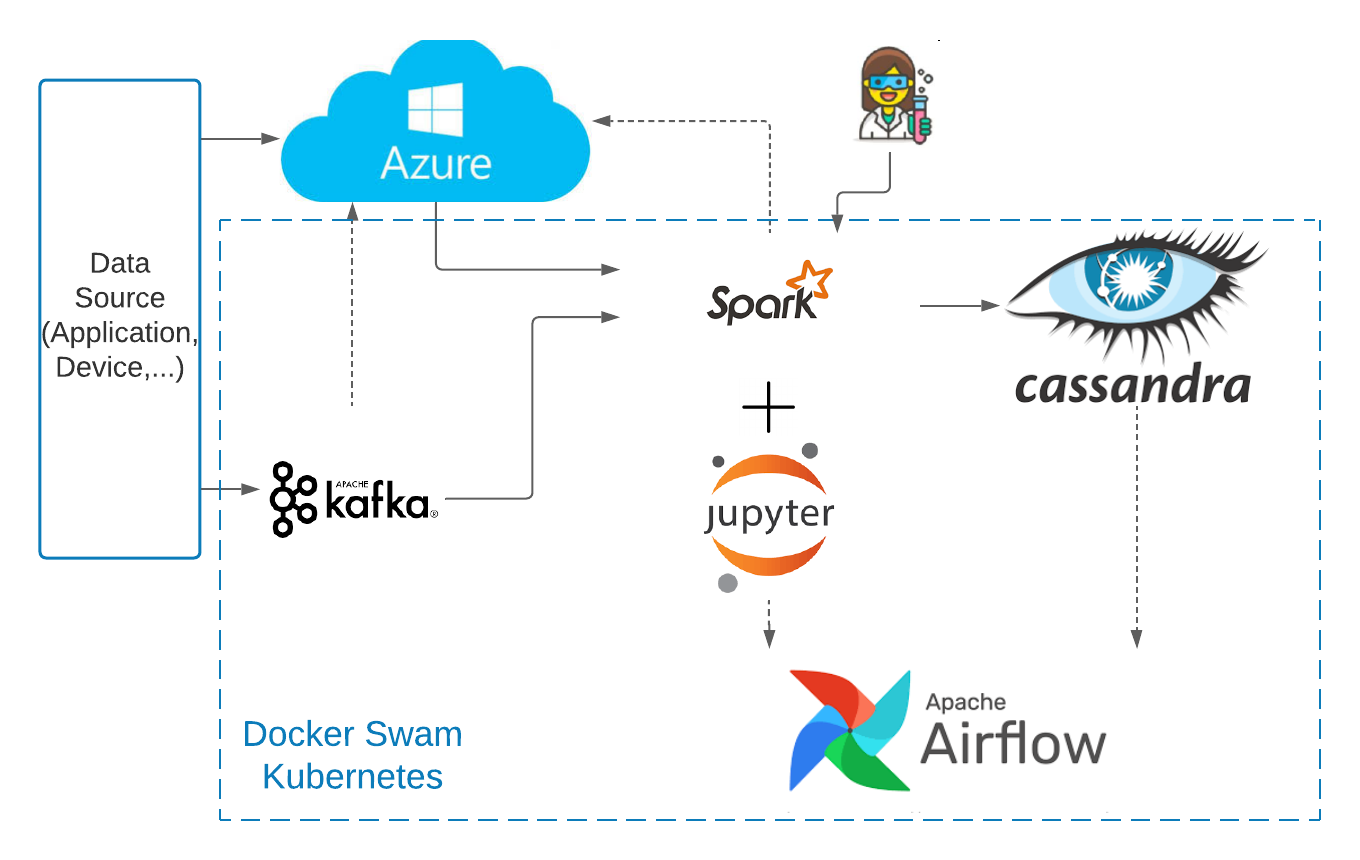 Azure
Data
Source
(Application,
Device,...)
Spark
cassandra
APACHE
kafka®
jupyter
Apache
Airflow
Docker Swam
Kubernetes